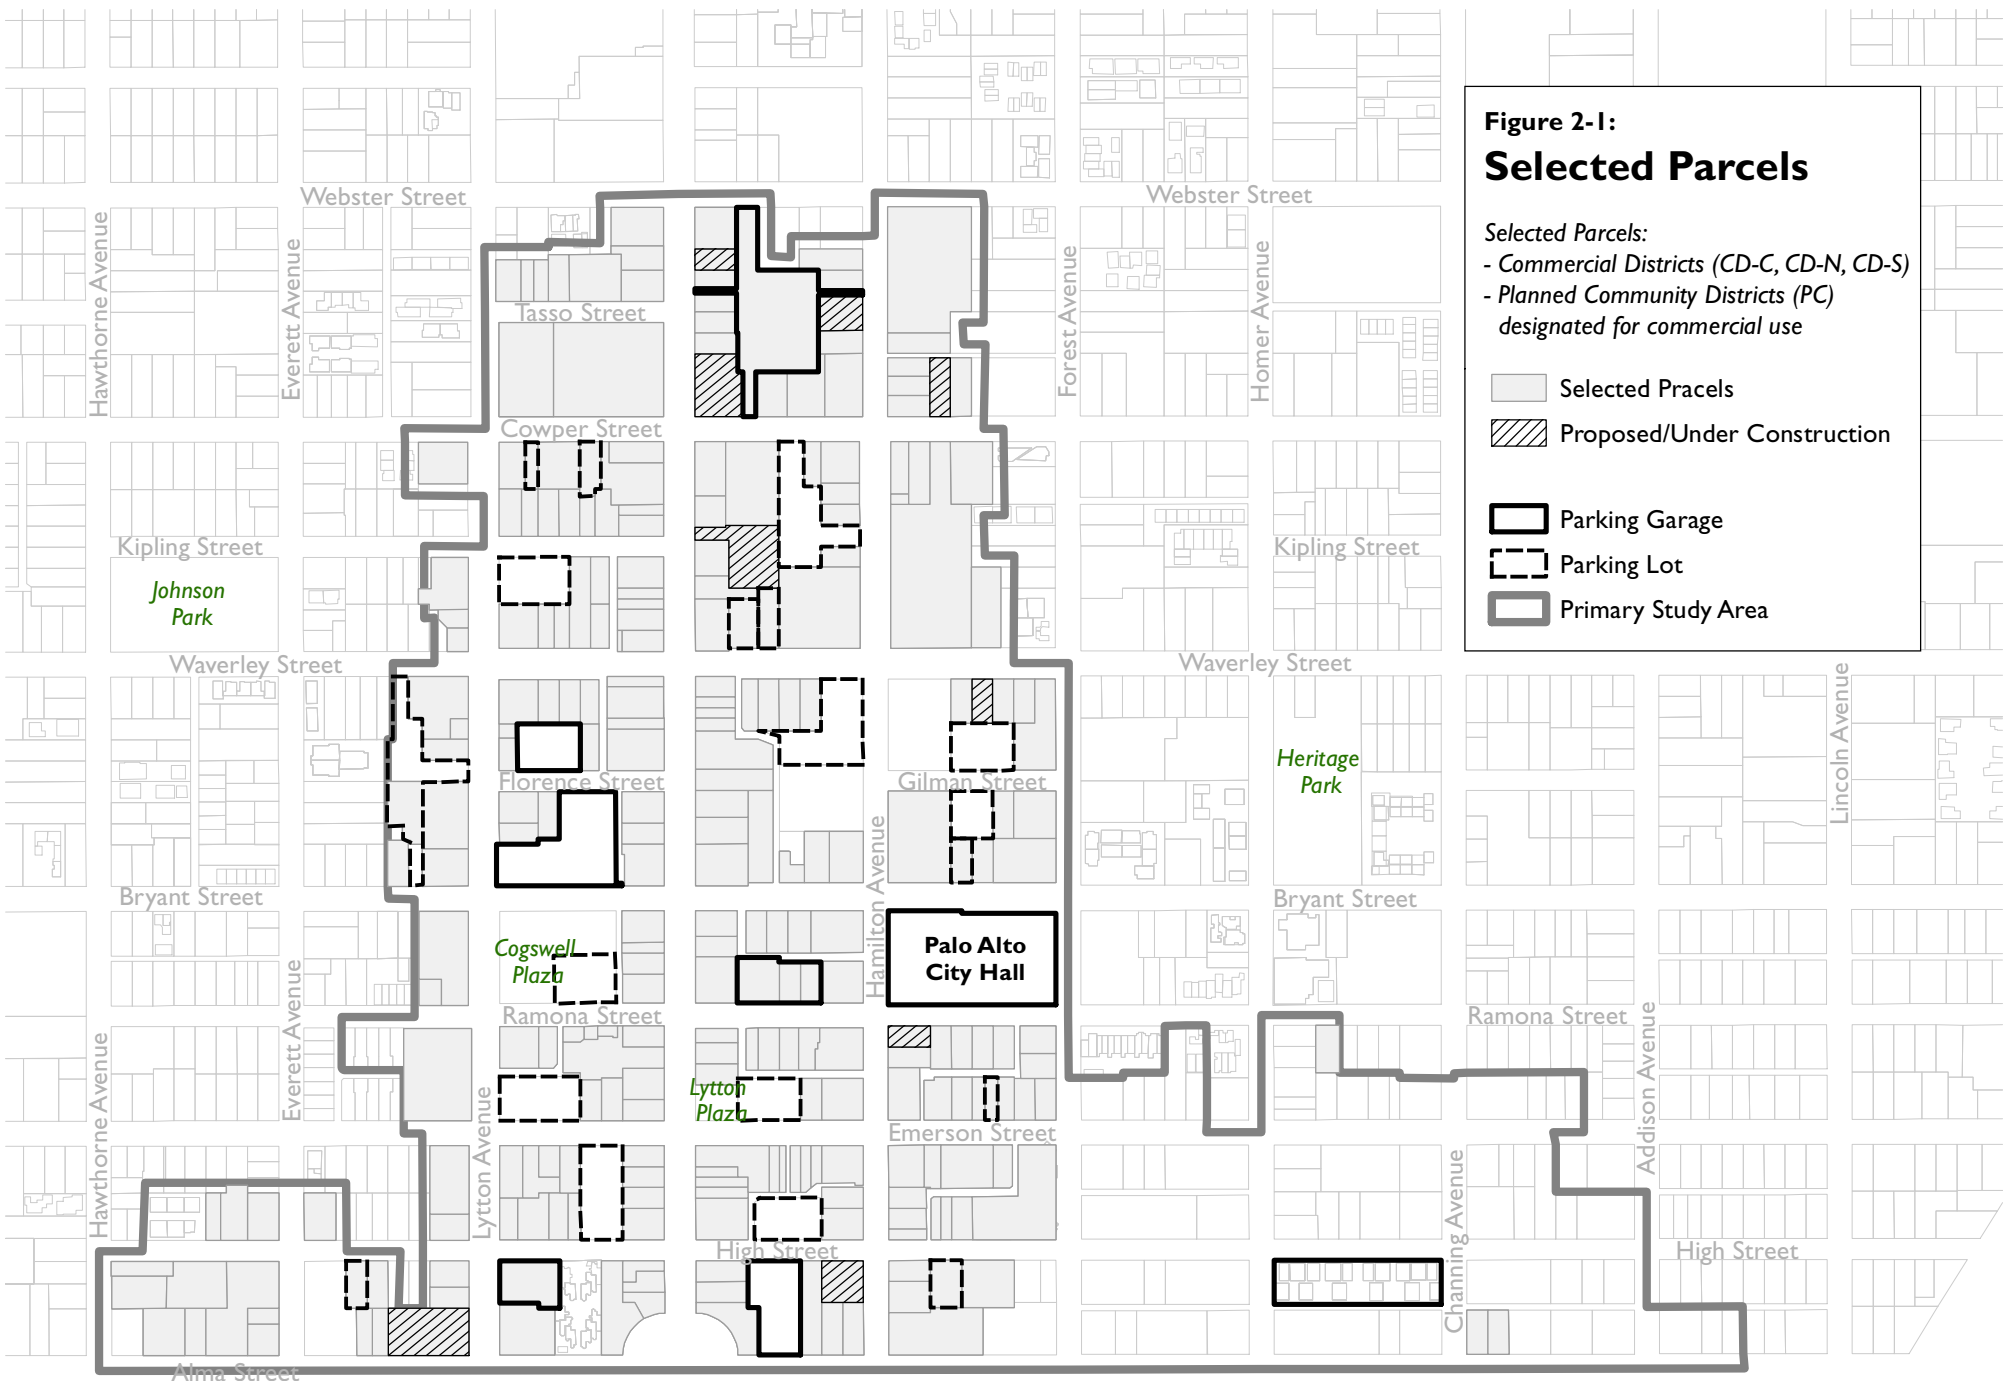 Figure 2-1:
Selected Parcels
Selected Parcels:
- Commercial Districts (CD-C, CD-N, CD-S)
- Planned Community Districts (PC)
designated for commercial use
Selected Pracels
Proposed/Under Construction
Parking Garage
Parking Lot
Primary Study Area
Webster Street
Webster Street
Hawthorne Avenue
Everett Avenue
Tasso Street
Forest Avenue
Homer Avenue
Cowper Street
Kipling Street
Kipling Street
Johnson
Park
Waverley Street
Waverley Street
Lincoln Avenue
Florence Street
Gilman Street
Heritage
Park
Hamilton Avenue
Bryant Street
Bryant Street
Cogswell
Plaza
Palo Alto
City Hall
Ramona Street
Ramona Street
Everett Avenue
Hawthorne Avenue
Lytton Avenue
Lytton
Plaza
Addison Avenue
Emerson Street
Channing Avenue
High Street
High Street
Alma Street